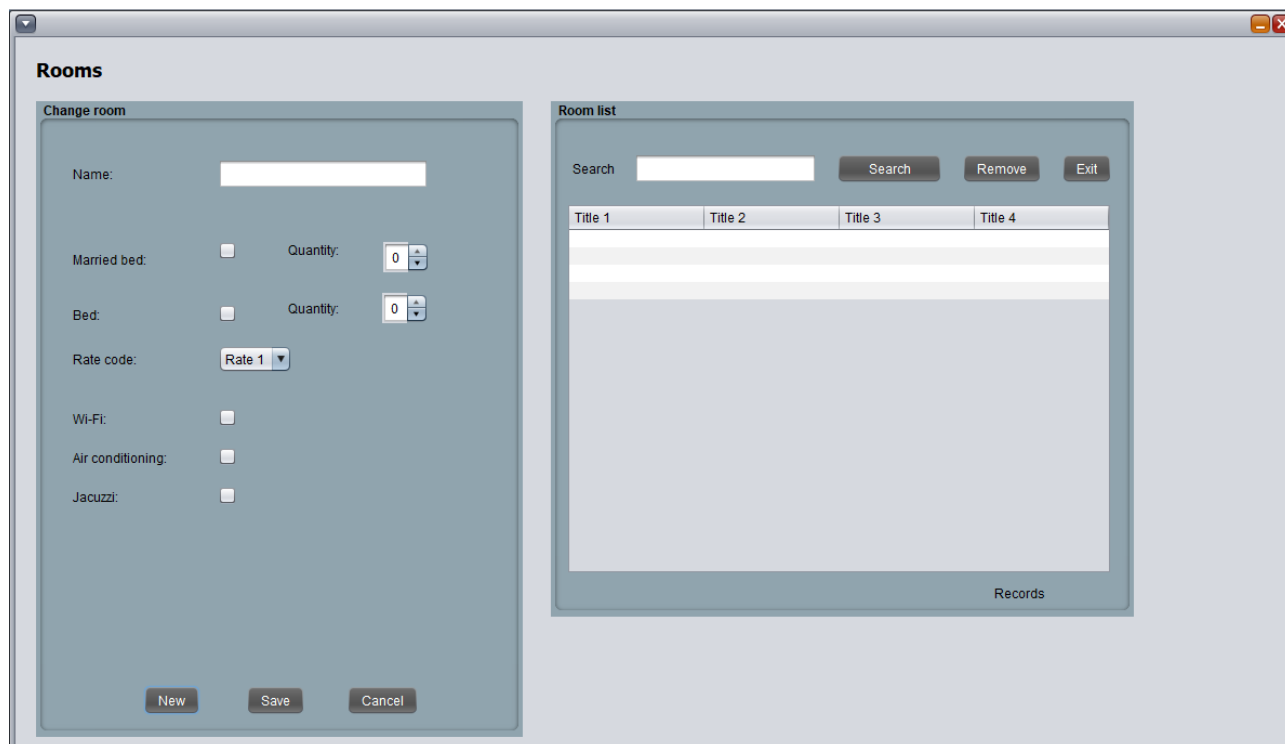 Rooms
Change room
Name:
Married bed: Quantity: 0
Bed: Quantity: 0
Rate code: Rate 1
Wi-Fi:
Air conditioning:
Jacuzzi:
New Save Cancel
Room list
Search Search Remove Exit
Title 1 Title 2 Title 3 Title 4
Records